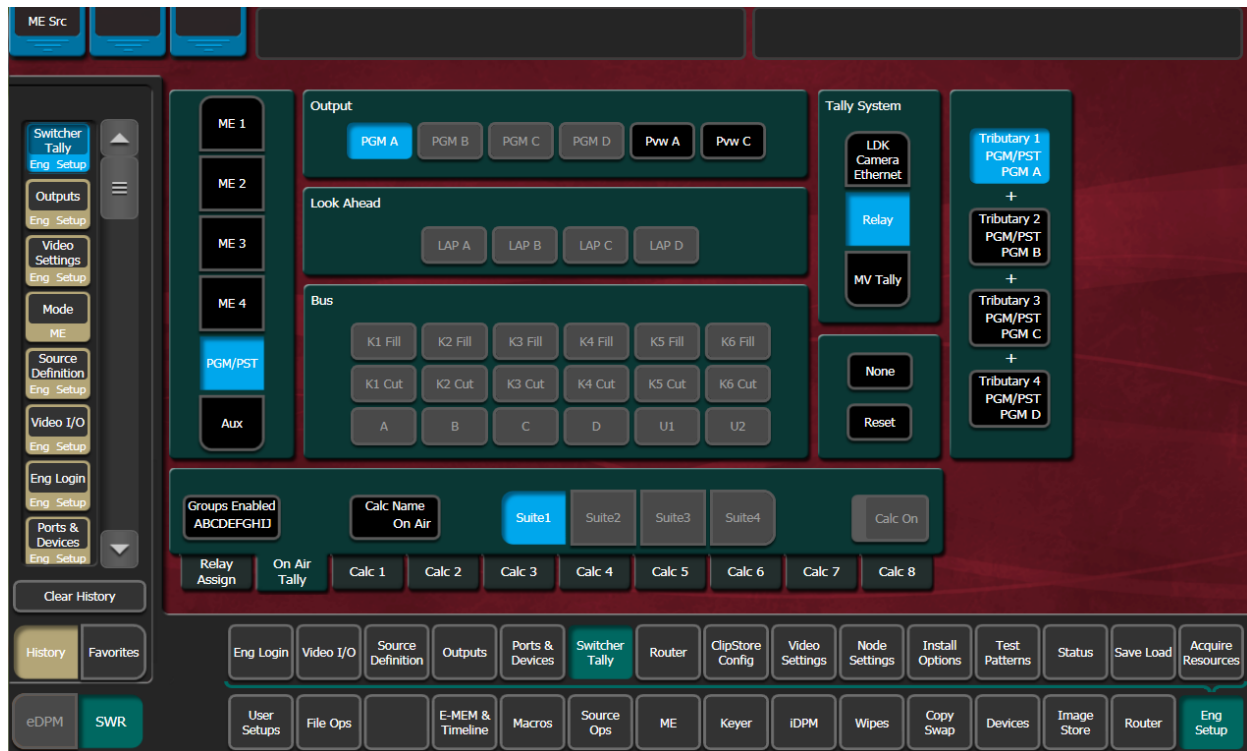 ME Src
Switcher
Tally
Eng Setup
Outputs
Eng Setup
Video
Settings
Eng Setup
Mode
ME
Source
Definition
Eng Setup
Video I/O
Eng Setup
Eng Login
Eng Setup
Ports &
Devices
Eng Setup
Clear History
History Favorites
eDPM SWR
ME 1
ME 2
ME 3
ME 4
PGM/PST
Aux
Output
PGM A PGM B PGM C PGM D Pvw A Pvw C
Look Ahead
LAP A LAP B LAP C LAP D
Bus
K1 Fill K2 Fill K3 Fill K4 Fill K5 Fill K6 Fill
K1 Cut K2 Cut K3 Cut K4 Cut K5 Cut K6 Cut
A B C D U1 U2
Tally System
LDK
Camera
Ethernet
Relay
MV Tally
None
Reset
Tributary 1
PGM/PST
PGM A
+
Tributary 2
PGM/PST
PGM B
+
Tributary 3
PGM/PST
PGM C
+
Tributary 4
PGM/PST
PGM D
Groups Enabled
ABCDEFGHIJ
Calc Name
On Air
Suite1 Suite2 Suite3 Suite4
Calc On
Relay
Assign
On Air
Tally
Calc 1 Calc 2 Calc 3 Calc 4 Calc 5 Calc 6 Calc 7 Calc 8
Eng Login
Video I/O
Source
Definition
Outputs
Ports &
Devices
Switcher
Tally
Router
ClipStore
Config
Video
Settings
Node
Settings
Install
Options
Test
Patterns
Status
Save Load
Acquire
Resources
User
Setups
File Ops
E-MEM &
Timeline
Macros
Source
Ops
ME
Keyer
iDPM
Wipes
Copy
Swap
Devices
Image
Store
Router
Eng
Setup